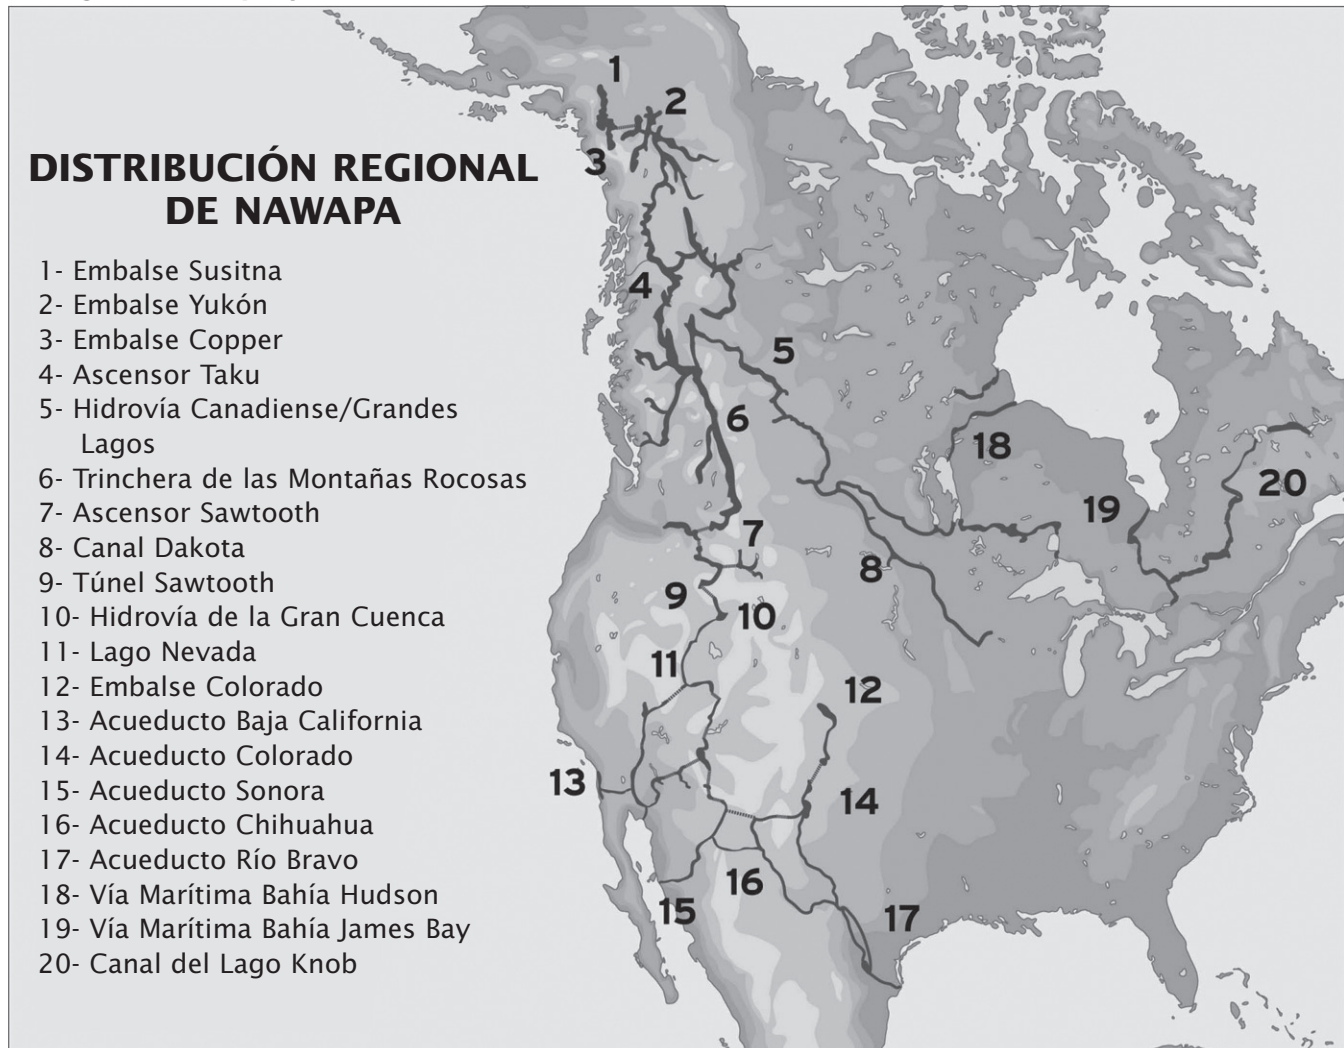 DISTRIBUCIÓN REGIONAL
DE NAWAPA
1- Embalse Susitna
2- Embalse Yukón
3- Embalse Copper
4- Ascensor Taku
5- Hidrovía Canadiense/Grandes
Lagos
6- Trinchera de las Montañas Rocosas
7- Ascensor Sawtooth
8- Canal Dakota
9- Túnel Sawtooth
10- Hidrovía de la Gran Cuenca
11- Lago Nevada
12- Embalse Colorado
13- Acueducto Baja California
14- Acueducto Colorado
15- Acueducto Sonora
16- Acueducto Chihuahua
17- Acueducto Río Bravo
18- Vía Marítima Bahía Hudson
19- Vía Marítima Bahía James Bay
20- Canal del Lago Knob
1
2
3
4
5
6
7
8
9
10
11
12
13
14
15
16
17
18
19
20